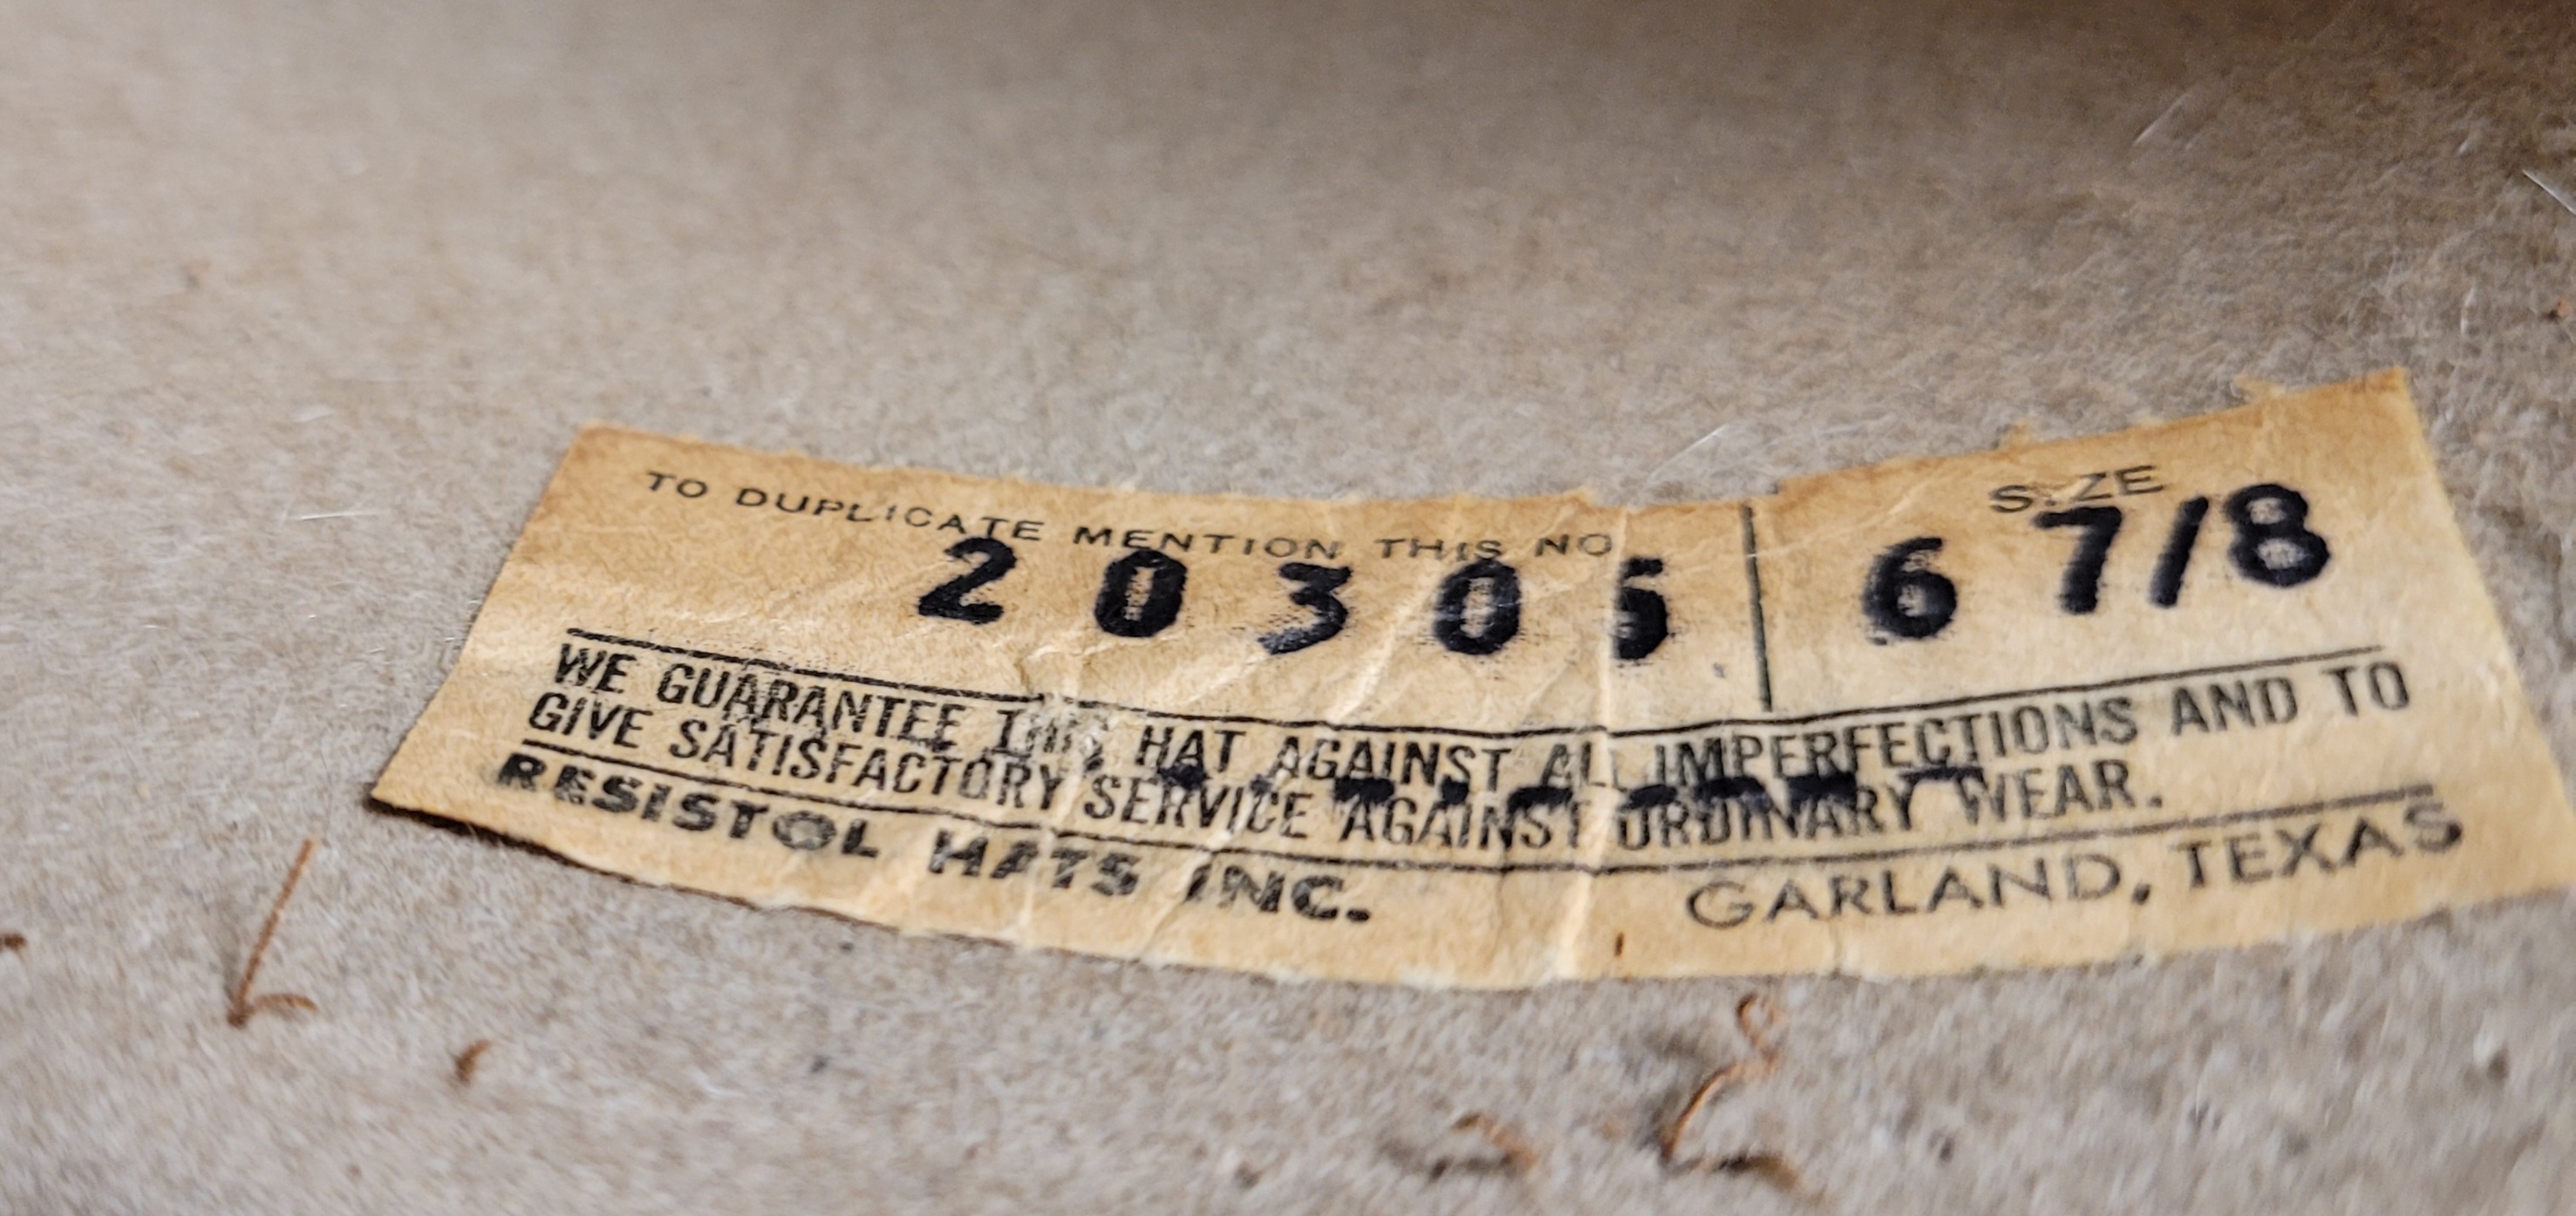 TO DUPLICATE MENTION THIS NO
SIZE
20305
6 7/8
WE GUARANTEE THIS HAT AGAINST ALL IMPERFECTIONS AND TO
GIVE SATISFACTORY SERVICE AGAINST ORDINARY WEAR.
RESISTOL HATS INC.
GARLAND, TEXAS